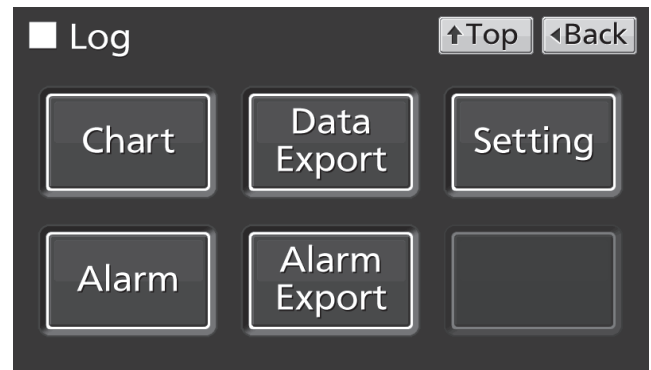 Log
↑Top
◂Back
Chart
Data
Export
Setting
Alarm
Alarm
Export